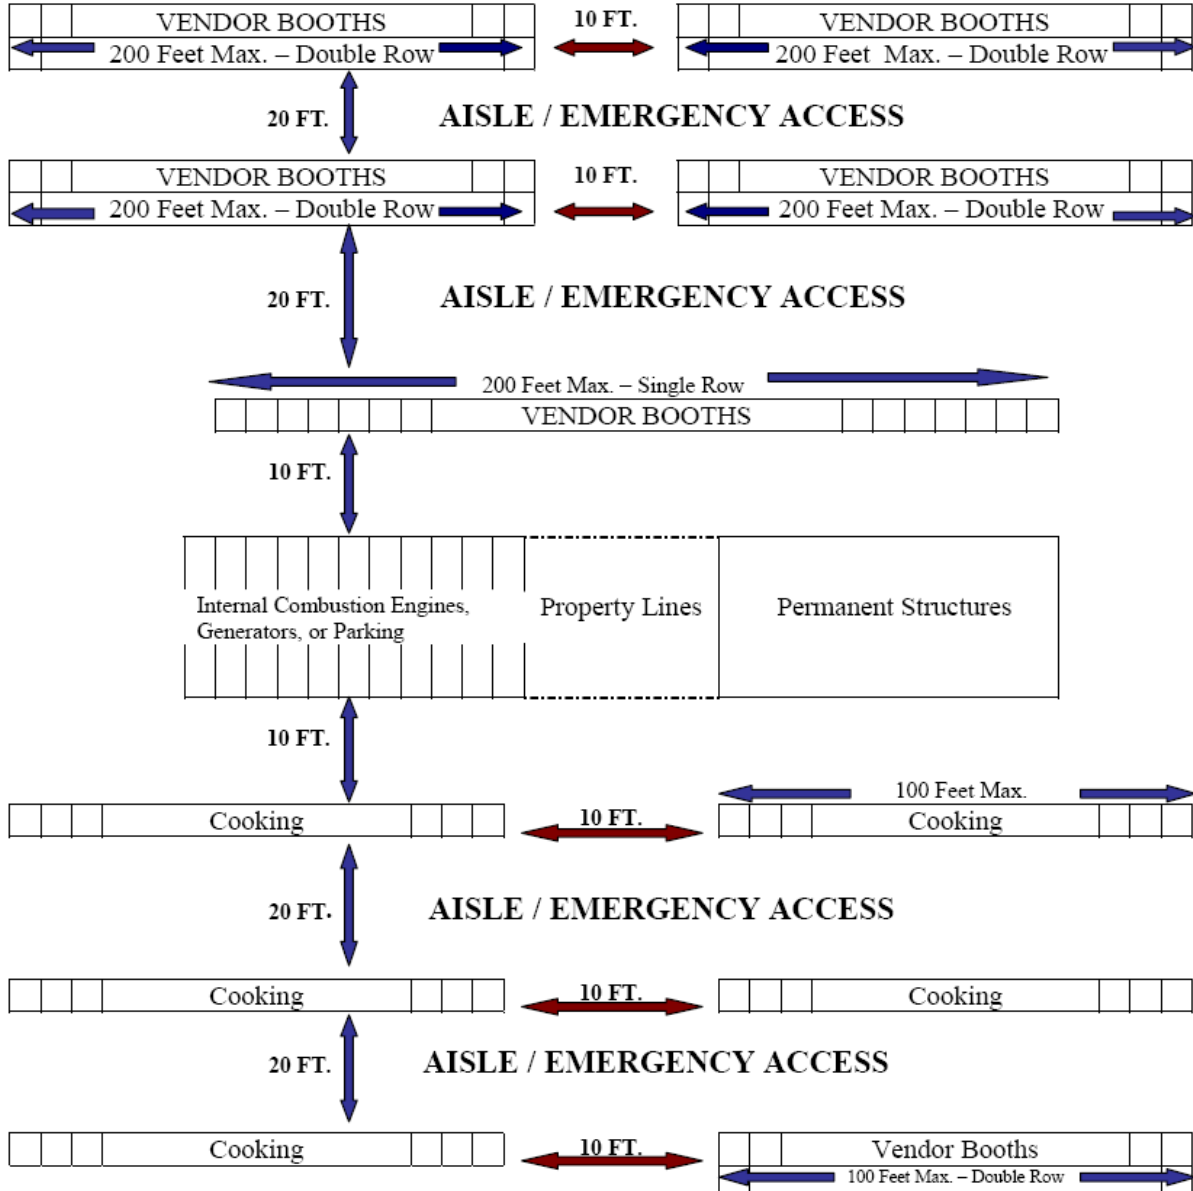 VENDOR BOOTHS
10 FT.
VENDOR BOOTHS
200 Feet Max. – Double Row
200 Feet Max. – Double Row
20 FT.
AISLE / EMERGENCY ACCESS
VENDOR BOOTHS
10 FT.
VENDOR BOOTHS
200 Feet Max. – Double Row
200 Feet Max. – Double Row
20 FT.
AISLE / EMERGENCY ACCESS
200 Feet Max. – Single Row
VENDOR BOOTHS
10 FT.
Internal Combustion Engines,
Generators, or Parking
Property Lines
Permanent Structures
10 FT.
100 Feet Max.
Cooking
10 FT.
Cooking
20 FT.
AISLE / EMERGENCY ACCESS
Cooking
10 FT.
Cooking
20 FT.
AISLE / EMERGENCY ACCESS
Cooking
10 FT.
Vendor Booths
100 Feet Max. – Double Row